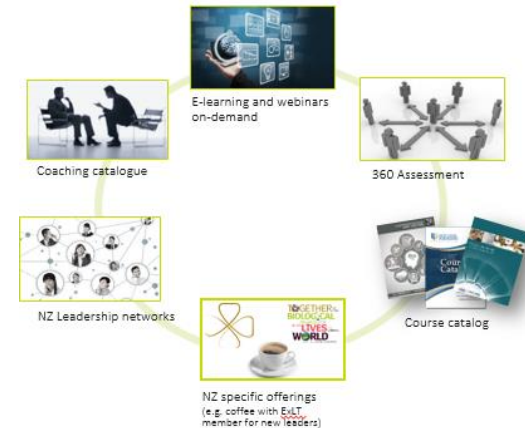 E-learning and webinars
on-demand
Coaching catalogue
360 Assessment
NZ Leadership networks
Course catalog
TOGETHER
BIOLOGICAL
LIVES
WORLD
NZ specific offerings
(e.g. coffee with ExLT
member for new leaders)